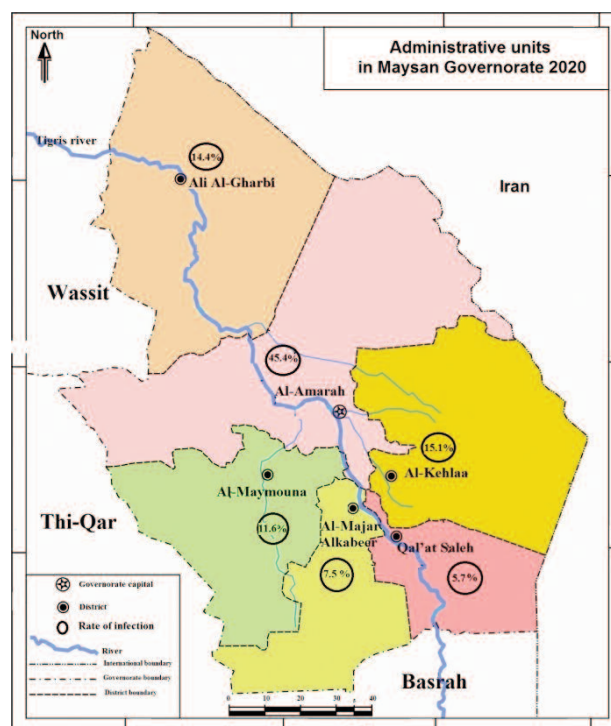 North
Administrative units
in Maysan Governorate 2020
Tigris river
14.4%
Ali Al-Gharbi
Iran
Wassit
45.4%
Al-Amarah
15.1%
Al-Kehlaa
Al-Maymouna
Thi-Qar
11.6%
Al-Majar
Alkabeer
Qal'at Saleh
7.5 %
5.7%
Governorate capital
District
Rate of infection
River
International boundary
Governorate boundary
District boundary
Basrah
0 10 20 30 40